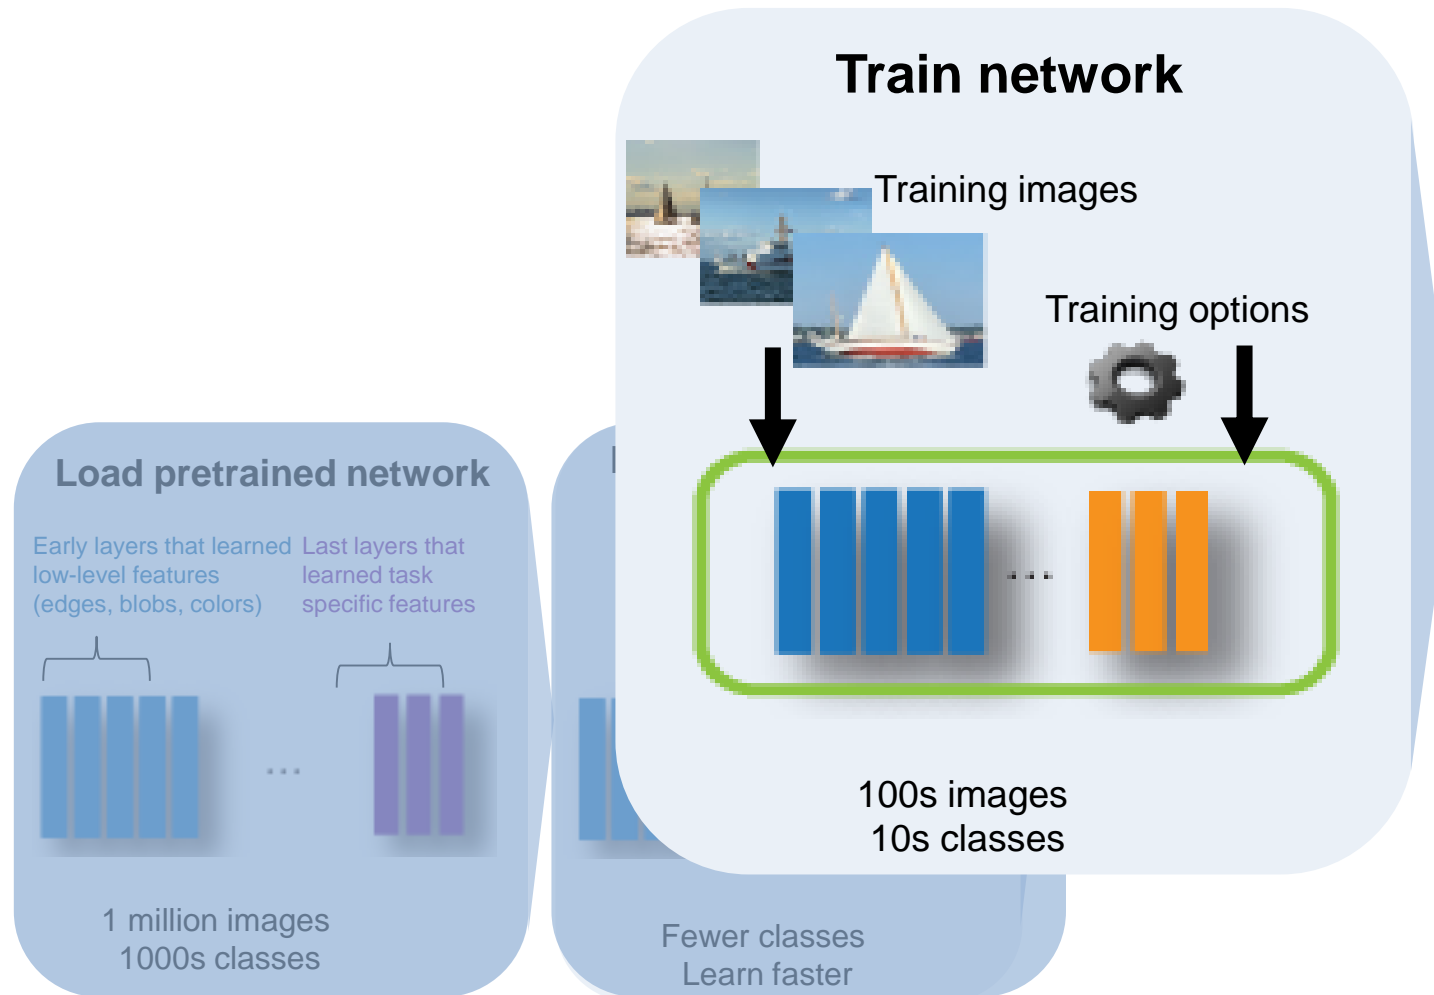 Train network
Training images
Training options
100s images
10s classes
Load pretrained network
Early layers that learned
low-level features
(edges, blobs, colors)
Last layers that
learned task
specific features
...
1 million images
1000s classes
Fewer classes
Learn faster